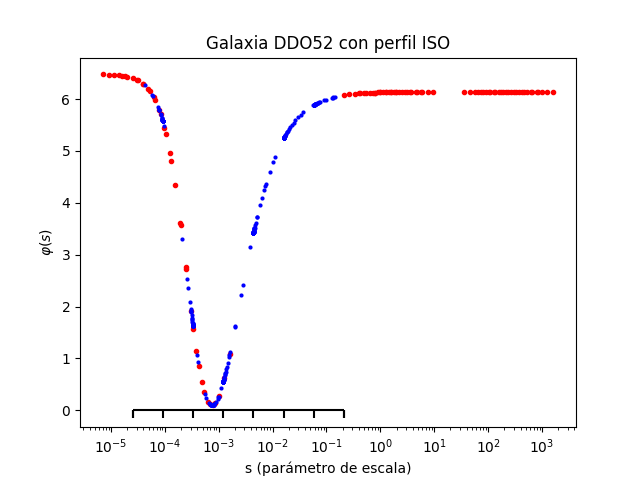 Galaxia DDO52 con perfil ISO
φ(s)
6
5
4
3
2
1
0
10⁻⁵ 10⁻⁴ 10⁻³ 10⁻² 10⁻¹ 10⁰ 10¹ 10² 10³
s (parámetro de escala)